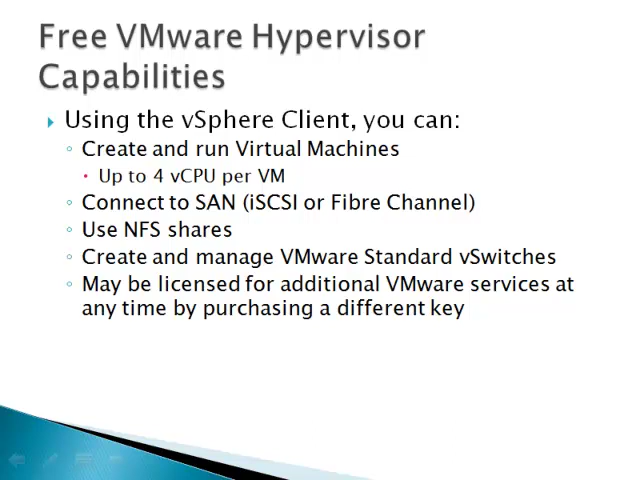 Free VMware Hypervisor
Capabilities
Using the vSphere Client, you can:
Create and run Virtual Machines
Up to 4 vCPU per VM
Connect to SAN (iSCSI or Fibre Channel)
Use NFS shares
Create and manage VMware Standard vSwitches
May be licensed for additional VMware services at
any time by purchasing a different key